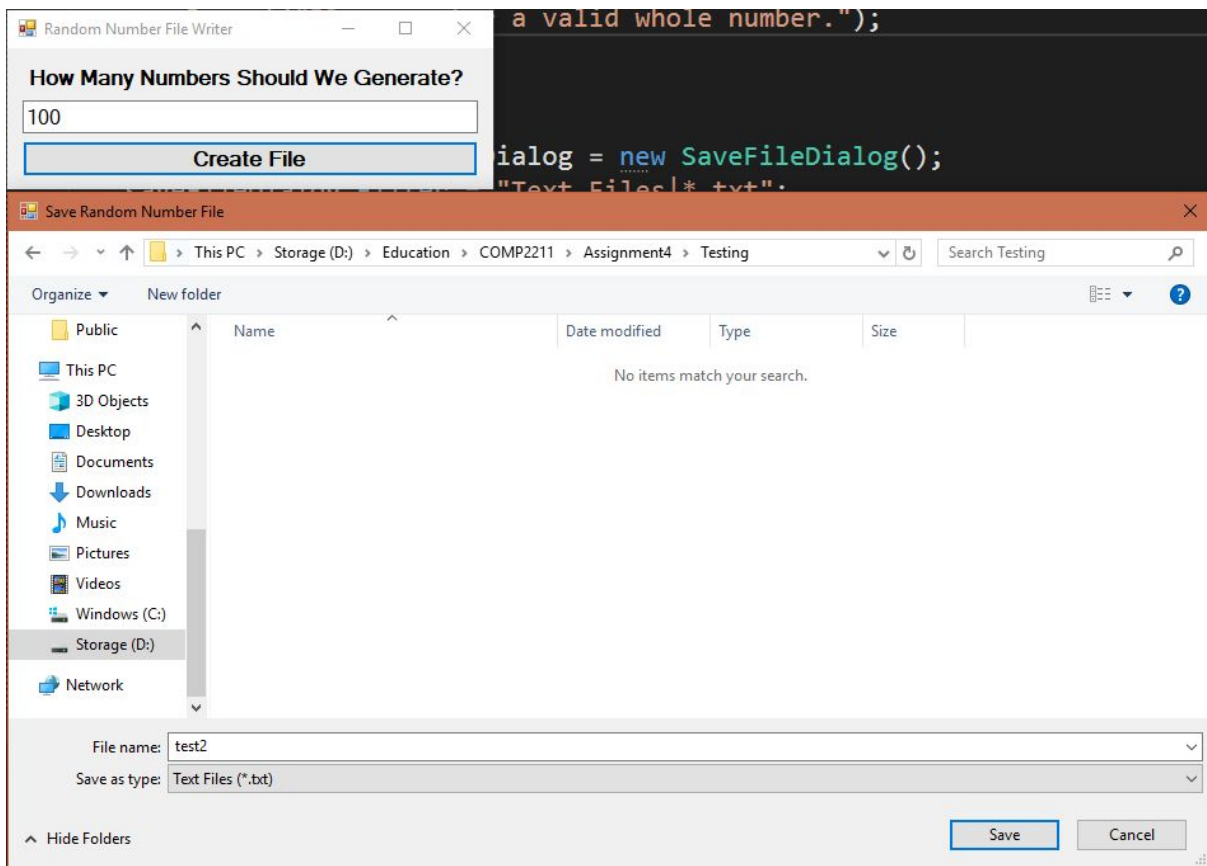 a valid whole number.");
Random Number File Writer
How Many Numbers Should We Generate?
100
Create File
ialog = new SaveFileDialog();
"Text Files|*.txt";
Save Random Number File
This PC > Storage (D:) > Education > COMP2211 > Assignment4 > Testing
Search Testing
Organize
New folder
Name
Date modified
Type
Size
No items match your search.
Public
This PC
3D Objects
Desktop
Documents
Downloads
Music
Pictures
Videos
Windows (C:)
Storage (D:)
Network
File name: test2
Save as type: Text Files (*.txt)
Hide Folders
Save
Cancel